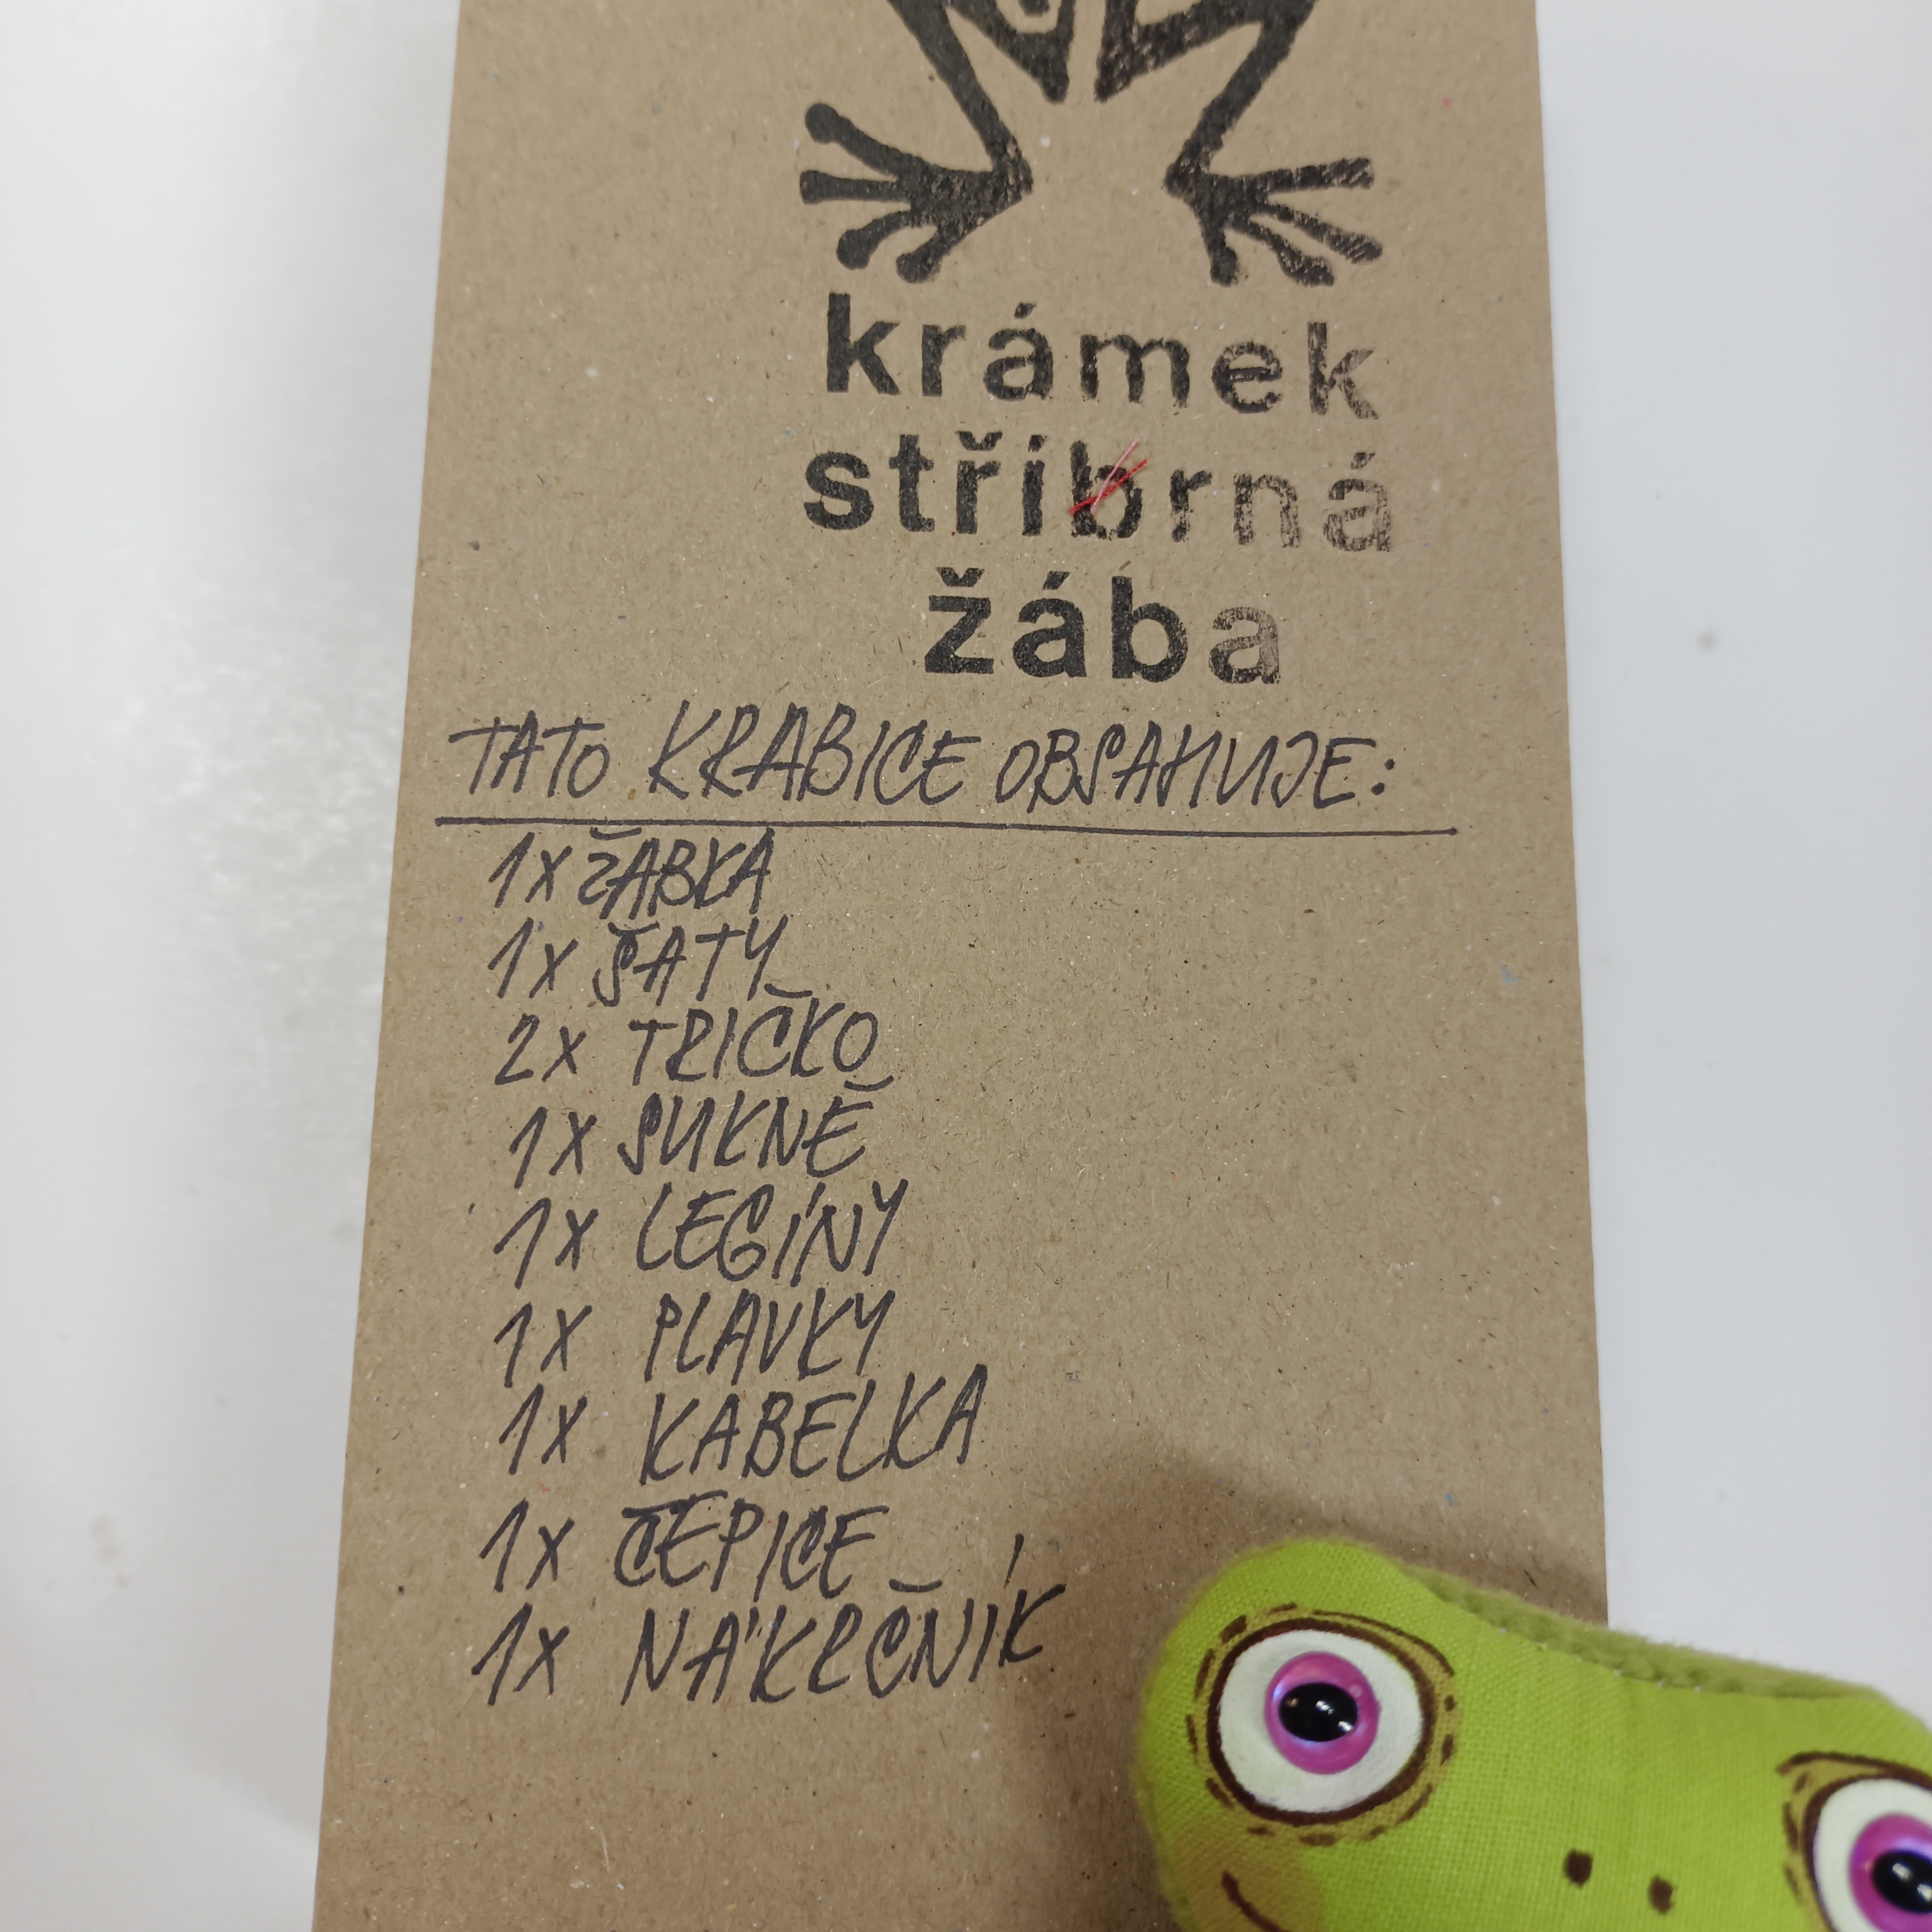 krámek
stříbrná
žába
TATO KRABICE OBSAHUJE:
1x ŽABKA
1x ŠATY
2x TRIČKO
1x SUKNĚ
1x LEGÍNY
1x PLAVKY
1x KABELKA
1x ČEPICE
1x NÁKRČNÍK